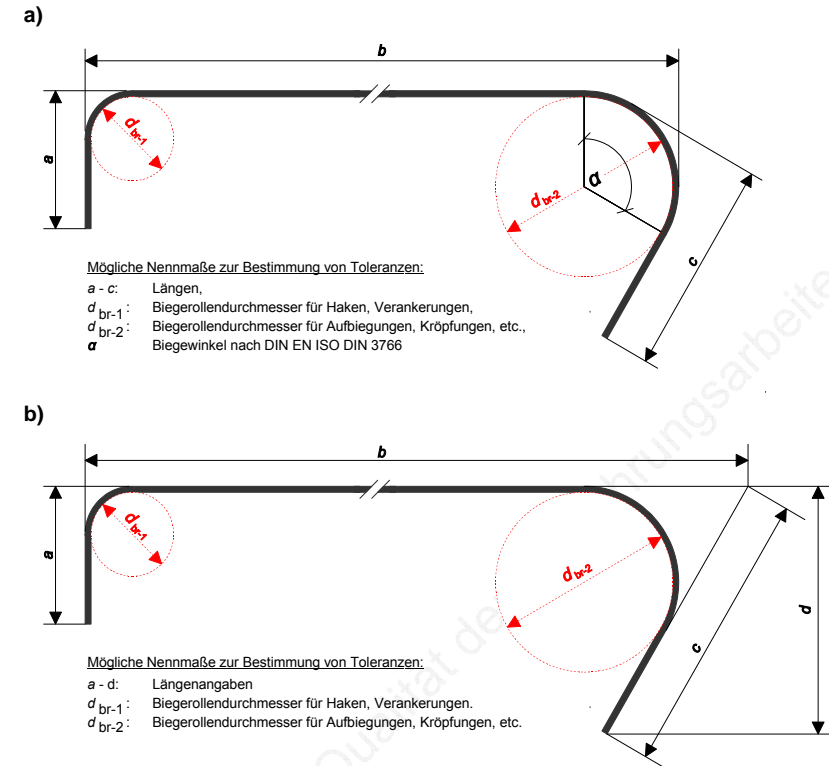 a)
b
a
d br-1
α
d br-2
c
Mögliche Nennmaße zur Bestimmung von Toleranzen:
a - c: Längen,
d br-1 : Biegerollendurchmesser für Haken, Verankerungen,
d br-2 : Biegerollendurchmesser für Aufbiegungen, Kröpfungen, etc.,
α Biegewinkel nach DIN EN ISO DIN 3766
b)
b
a
d br-1
d br-2
c
d
Mögliche Nennmaße zur Bestimmung von Toleranzen:
a - d: Längenangaben
d br-1 : Biegerollendurchmesser für Haken, Verankerungen.
d br-2 : Biegerollendurchmesser für Aufbiegungen, Kröpfungen, etc.